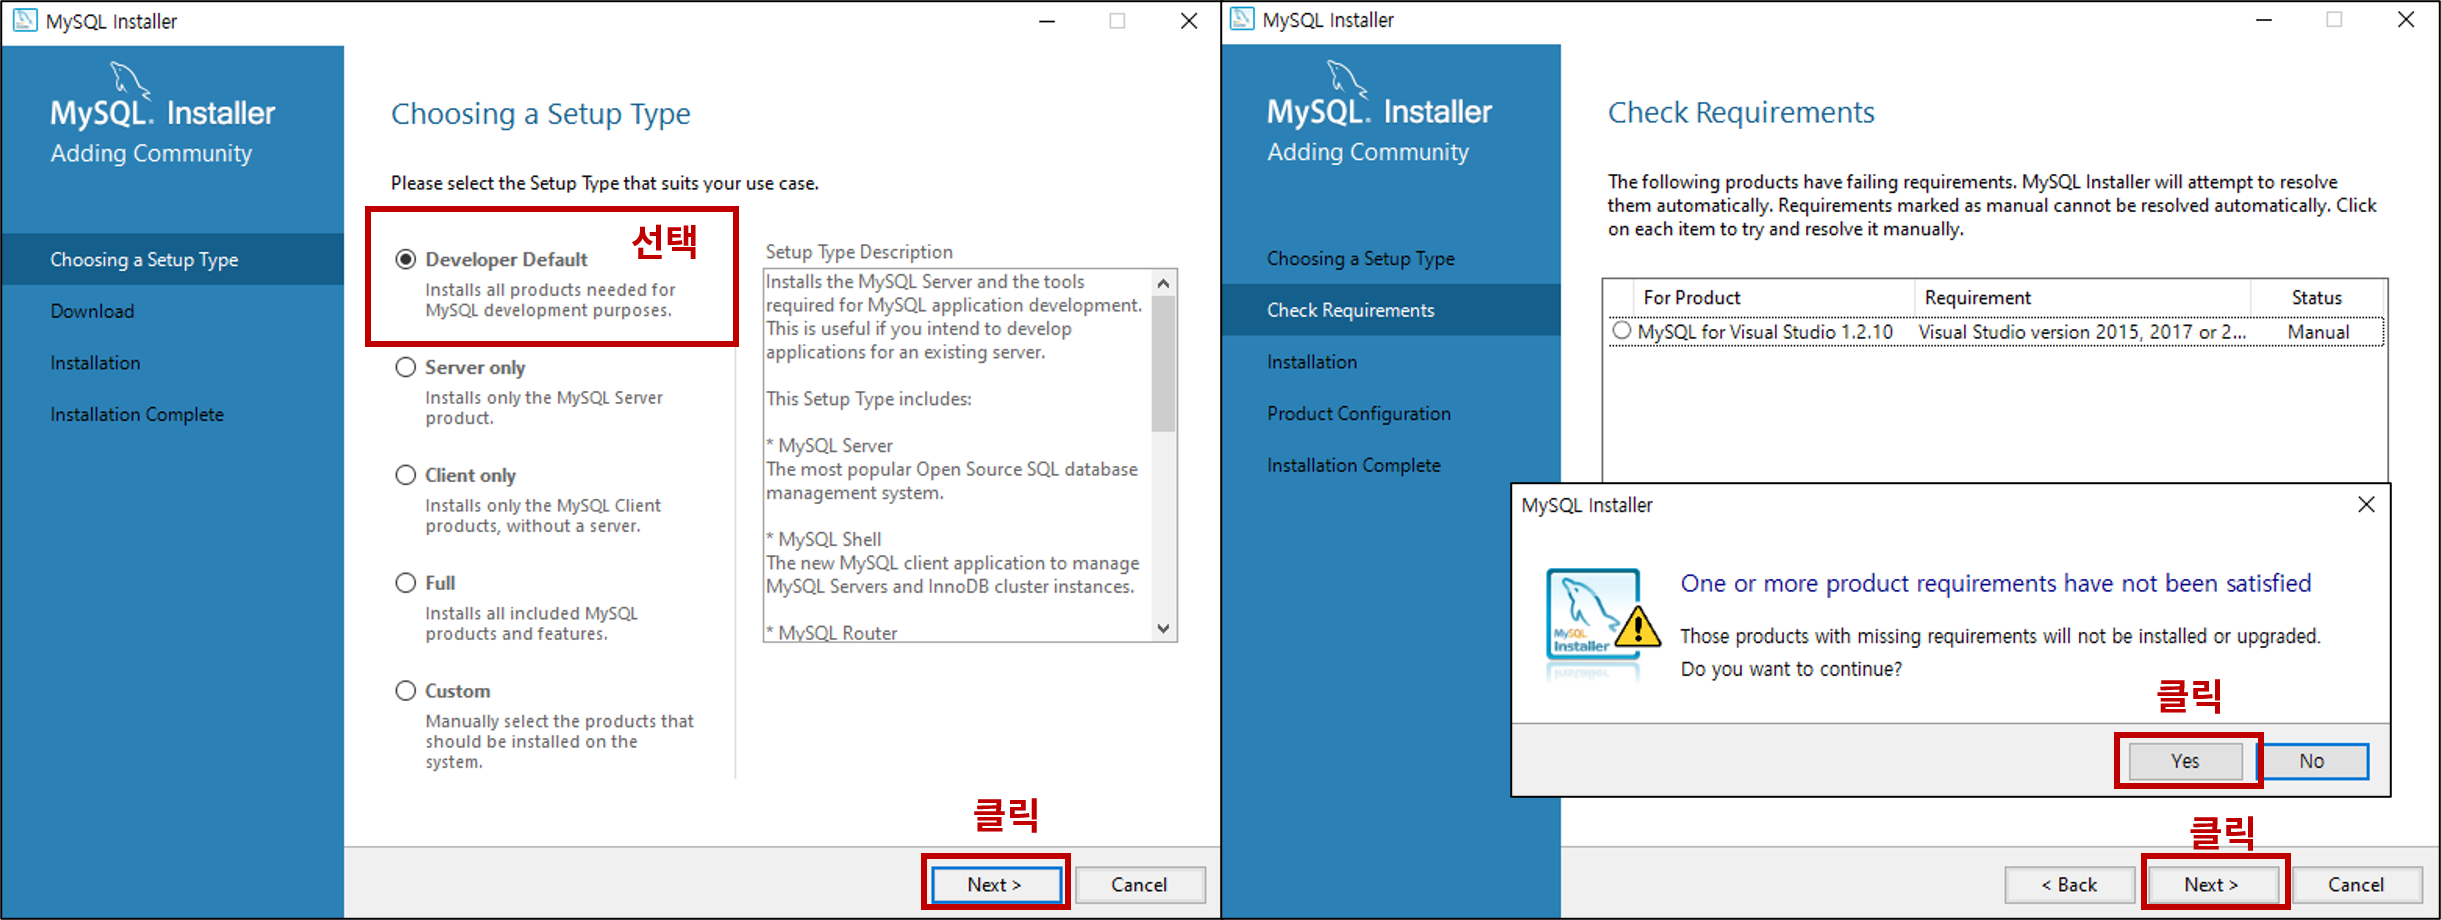 MySQL Installer
MySQL. Installer
Adding Community
Choosing a Setup Type
Download
Installation
Installation Complete
Choosing a Setup Type
Please select the Setup Type that suits your use case.
선택
Developer Default
Installs all products needed for
MySQL development purposes.
Server only
Installs only the MySQL Server
product.
Client only
Installs only the MySQL Client
products, without a server.
Full
Installs all included MySQL
products and features.
Custom
Manually select the products that
should be installed on the
system.
Setup Type Description
Installs the MySQL Server and the tools
required for MySQL application development.
This is useful if you intend to develop
applications for an existing server.
This Setup Type includes:
* MySQL Server
The most popular Open Source SQL database
management system.
* MySQL Shell
The new MySQL client application to manage
MySQL Servers and InnoDB cluster instances.
* MySQL Router
클릭
Next >
Cancel
MySQL Installer
MySQL. Installer
Adding Community
Choosing a Setup Type
Check Requirements
Installation
Product Configuration
Installation Complete
Check Requirements
The following products have failing requirements. MySQL Installer will attempt to resolve
them automatically. Requirements marked as manual cannot be resolved automatically. Click
on each item to try and resolve it manually.
For Product Requirement Status
MySQL for Visual Studio 1.2.10 Visual Studio version 2015, 2017 or 2... Manual
MySQL Installer
MySQL
Installer
One or more product requirements have not been satisfied
Those products with missing requirements will not be installed or upgraded.
Do you want to continue?
클릭
Yes
No
클릭
< Back
Next >
Cancel